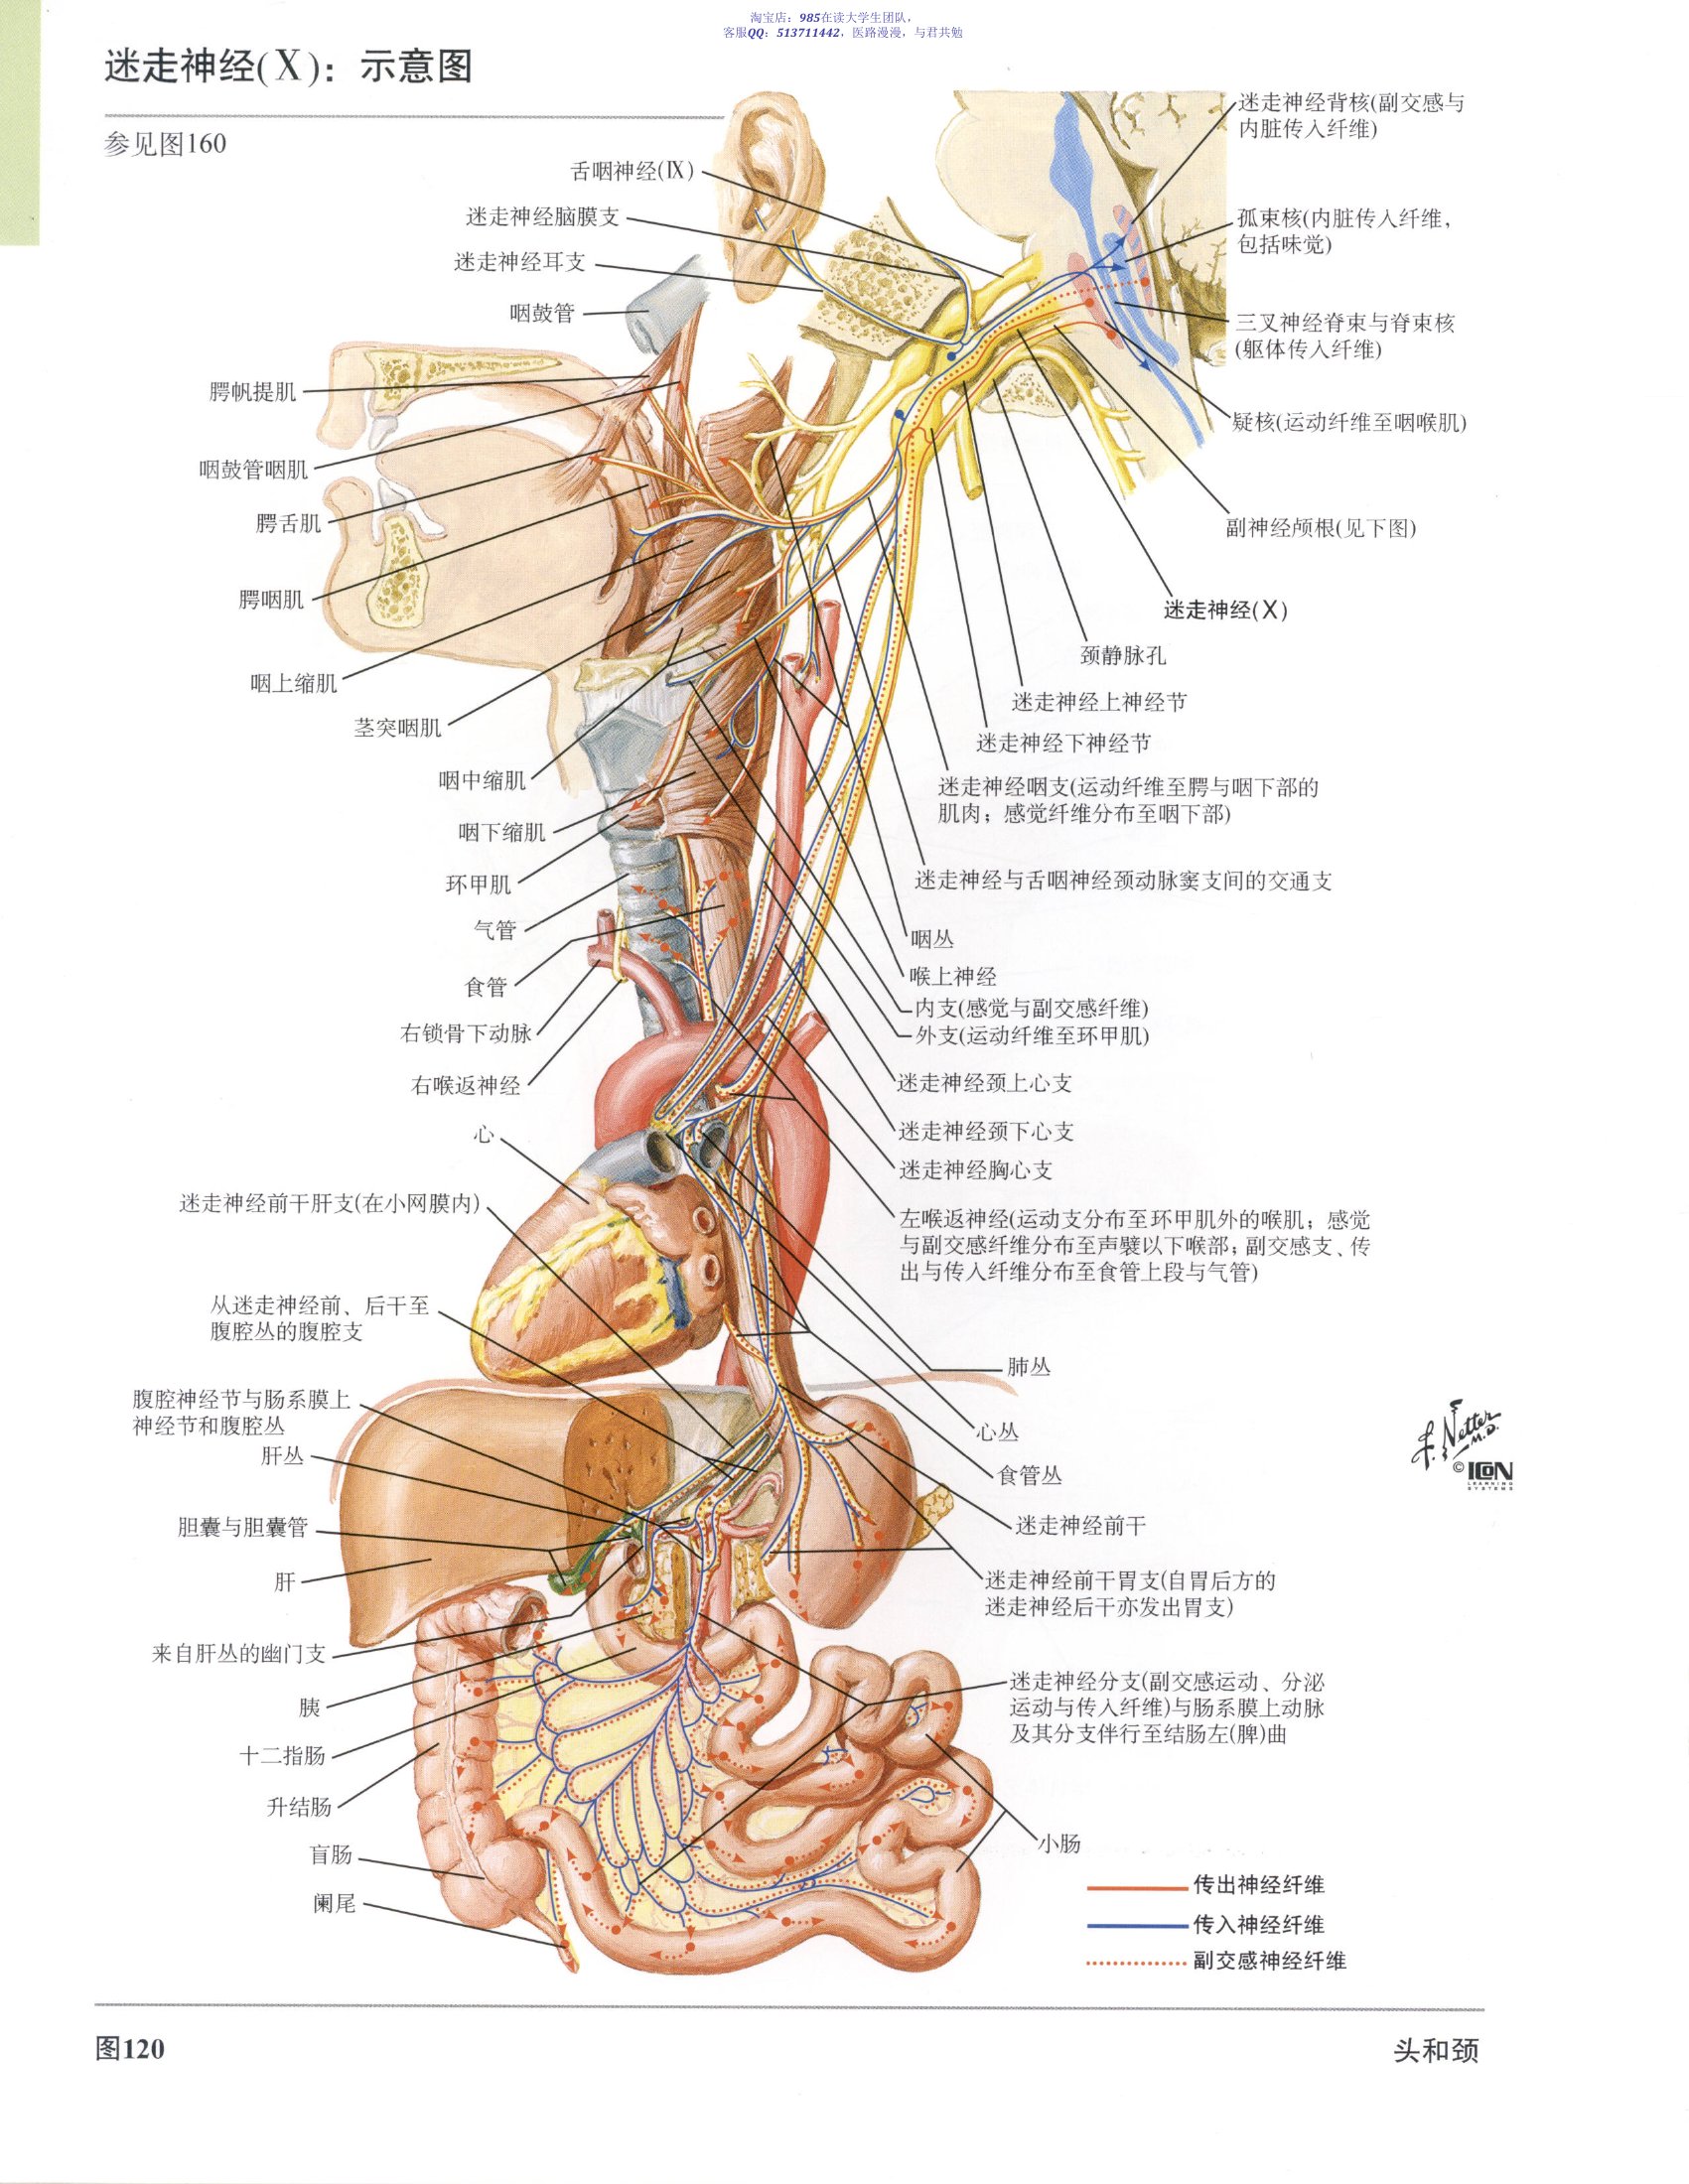 淘宝店：985在读大学生团队，
客服QQ：513711442，医路漫漫，与君共勉
迷走神经(Ⅹ)：示意图
参见图160
舌咽神经(Ⅸ)
迷走神经脑膜支
迷走神经耳支
咽鼓管
腭帆提肌
咽鼓管咽肌
腭舌肌
腭咽肌
咽上缩肌
茎突咽肌
咽中缩肌
咽下缩肌
环甲肌
气管
食管
右锁骨下动脉
右喉返神经
心
迷走神经前干肝支(在小网膜内)
从迷走神经前、后干至
腹腔丛的腹腔支
腹腔神经节与肠系膜上
神经节和腹腔丛
肝丛
胆囊与胆囊管
肝
来自肝丛的幽门支
胰
十二指肠
升结肠
盲肠
阑尾
迷走神经背核(副交感与
内脏传入纤维)
孤束核(内脏传入纤维，
包括味觉)
三叉神经脊束与脊束核
(躯体传入纤维)
疑核(运动纤维至咽喉肌)
副神经颅根(见下图)
迷走神经(Ⅹ)
颈静脉孔
迷走神经上神经节
迷走神经下神经节
迷走神经咽支(运动纤维至腭与咽下部的
肌肉；感觉纤维分布至咽下部)
迷走神经与舌咽神经颈动脉窦支间的交通支
咽丛
喉上神经
内支(感觉与副交感纤维)
外支(运动纤维至环甲肌)
迷走神经颈上心支
迷走神经颈下心支
迷走神经胸心支
左喉返神经(运动支分布至环甲肌外的喉肌；感觉
与副交感纤维分布至声襞以下喉部；副交感支、传
出与传入纤维分布至食管上段与气管)
肺丛
心丛
食管丛
迷走神经前干
迷走神经前干胃支(自胃后方的
迷走神经后干亦发出胃支)
迷走神经分支(副交感运动、分泌
运动与传入纤维)与肠系膜上动脉
及其分支伴行至结肠左(脾)曲
小肠
传出神经纤维
传入神经纤维
副交感神经纤维
F. Netter
M.D.
© ICON
LEARNING
SYSTEMS
图120
头和颈